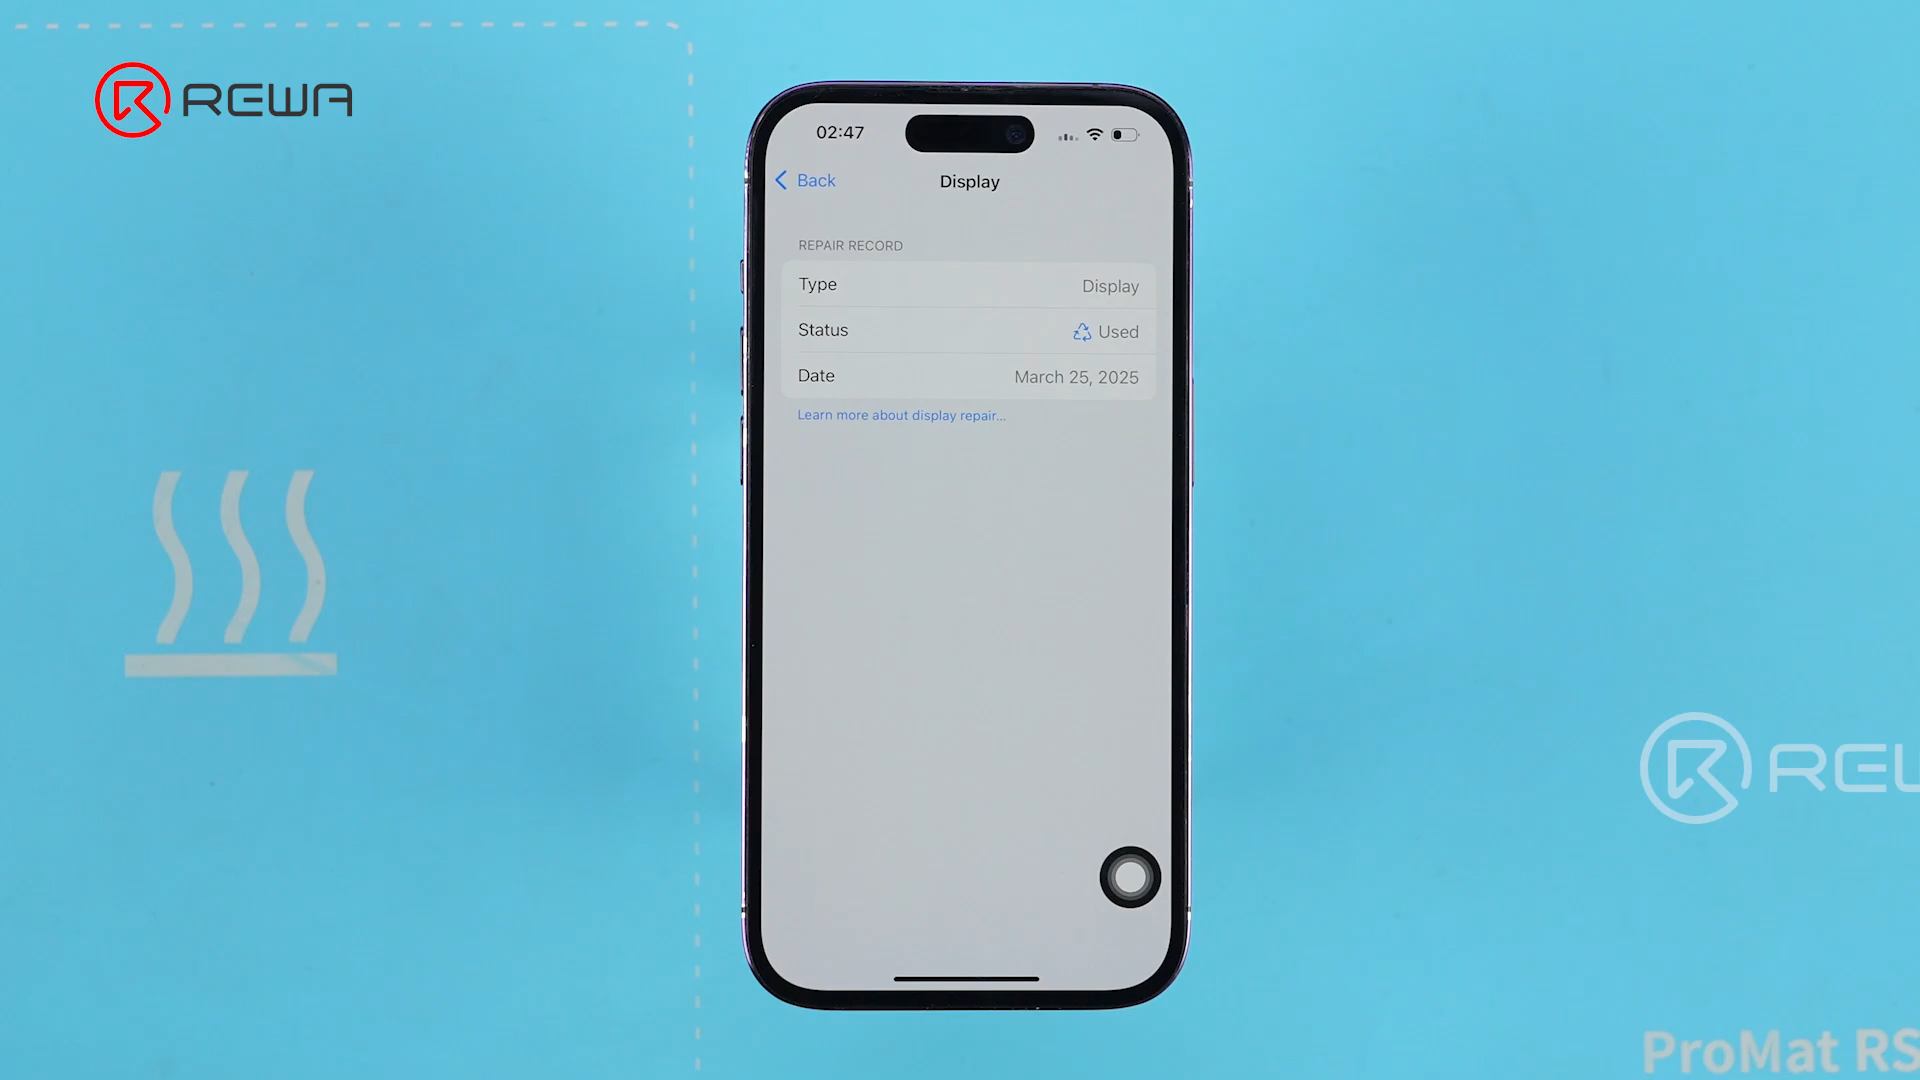 REWA
02:47
Back
Display
REPAIR RECORD
Type
Display
Status
Used
Date
March 25, 2025
Learn more about display repair...
REW
ProMat RS